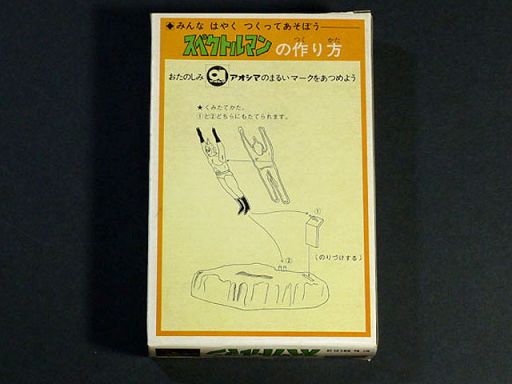 ◆みんな はやく つくってあそぼう
スペクトルマンの作り方
おたのしみ アオシマのまるいマークをあつめよう
★くみたてかた。
①と②どちらにもたてられます。
①
②
(のりづけする)